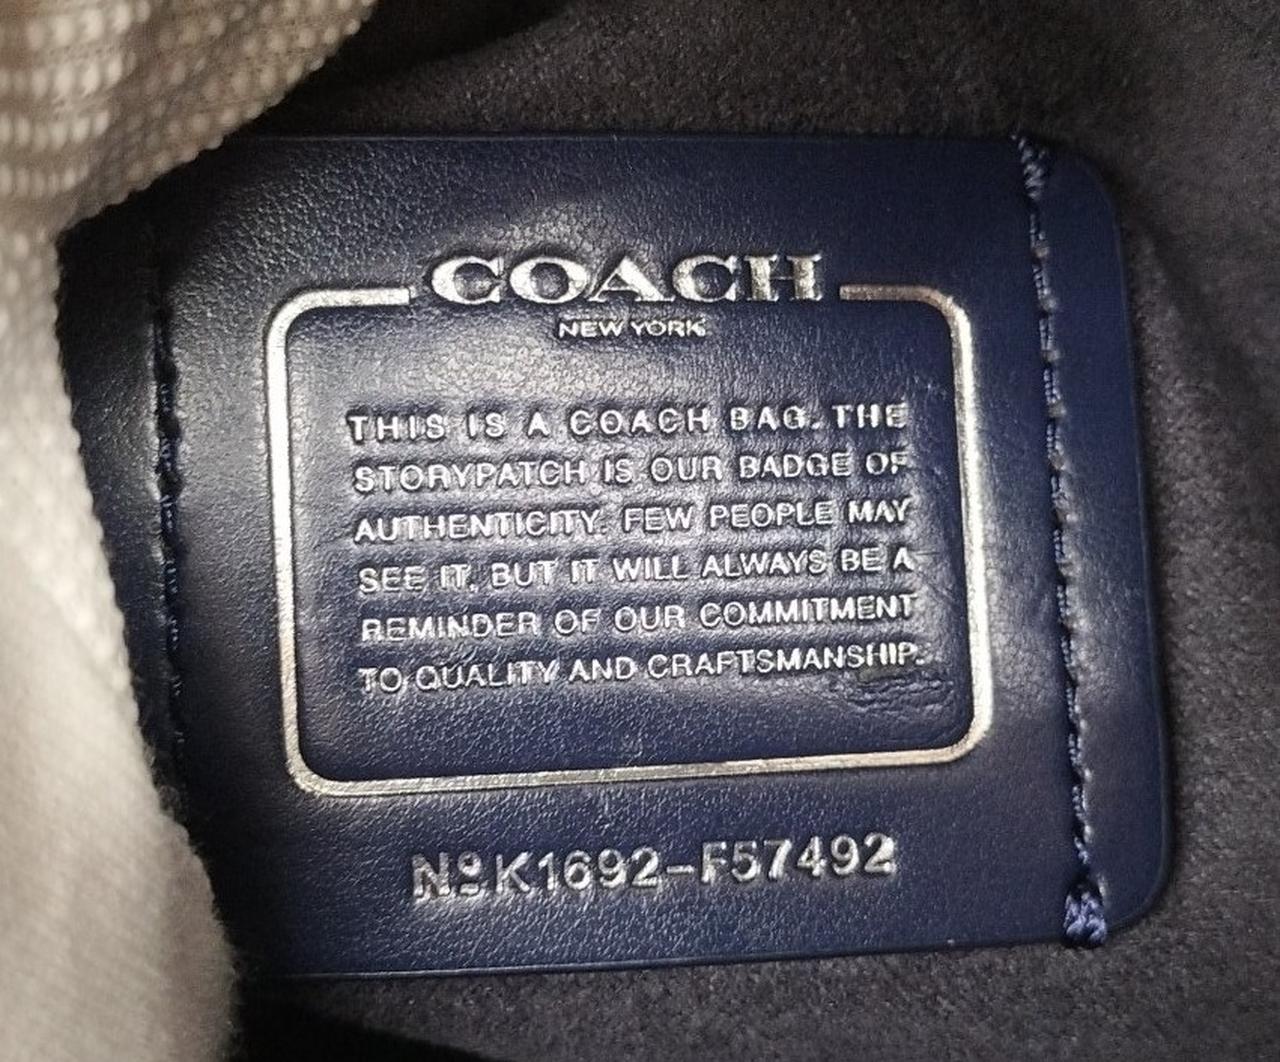 COACH
NEW YORK
THIS IS A COACH BAG. THE
STORYPATCH IS OUR BADGE OF
AUTHENTICITY. FEW PEOPLE MAY
SEE IT, BUT IT WILL ALWAYS BE A
REMINDER OF OUR COMMITMENT
TO QUALITY AND CRAFTSMANSHIP.
Nº K1692-F57492